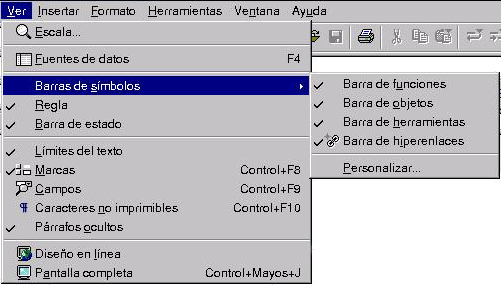 Ver Insertar Formato Herramientas Ventana Ayuda
Escala...
Fuentes de datos F4
Barras de símbolos
Regla
Barra de estado
Límites del texto
Marcas Control+F8
Campos Control+F9
Caracteres no imprimibles Control+F10
Párrafos ocultos
Diseño en línea
Pantalla completa Control+Mayos+J
Barra de funciones
Barra de objetos
Barra de herramientas
Barra de hiperenlaces
Personalizar...